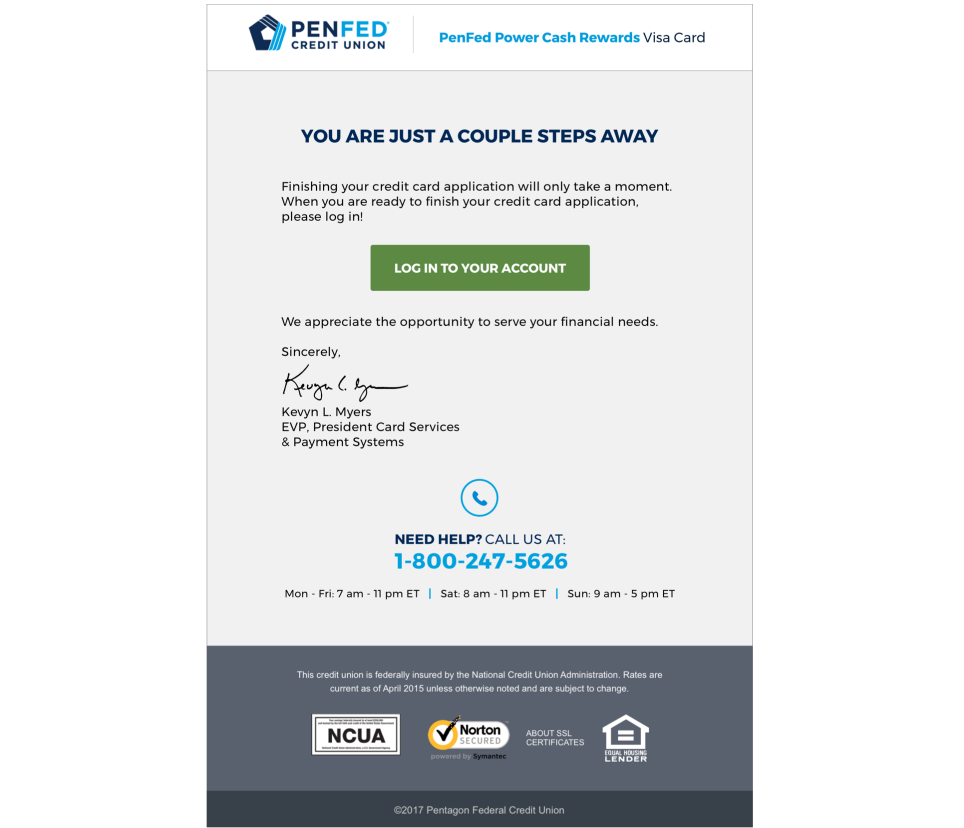 PENFED
CREDIT UNION
PenFed Power Cash Rewards Visa Card
YOU ARE JUST A COUPLE STEPS AWAY
Finishing your credit card application will only take a moment.
When you are ready to finish your credit card application,
please log in!
LOG IN TO YOUR ACCOUNT
We appreciate the opportunity to serve your financial needs.
Sincerely,
Kevyn L. Myers
EVP, President Card Services
& Payment Systems
NEED HELP? CALL US AT:
1-800-247-5626
Mon - Fri: 7 am - 11 pm ET | Sat: 8 am - 11 pm ET | Sun: 9 am - 5 pm ET
This credit union is federally insured by the National Credit Union Administration. Rates are
current as of April 2015 unless otherwise noted and are subject to change.
NCUA
Norton
SECURED
powered by Symantec
ABOUT SSL
CERTIFICATES
EQUAL HOUSING
LENDER
©2017 Pentagon Federal Credit Union